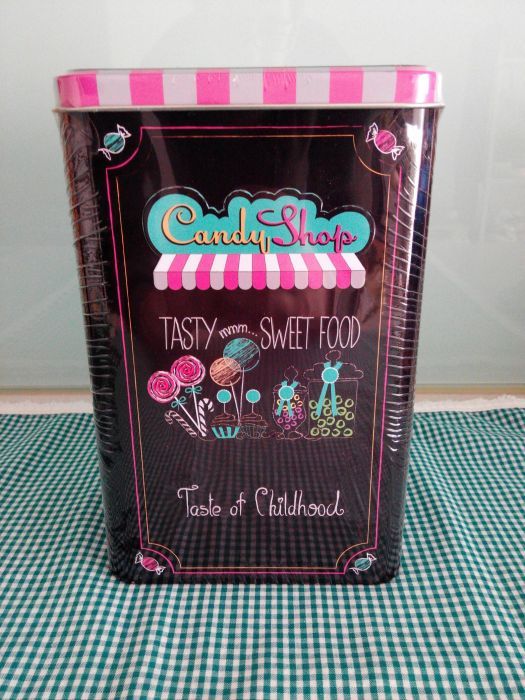 Candy Shop
TASTY mmm... SWEET FOOD
Taste of Childhood